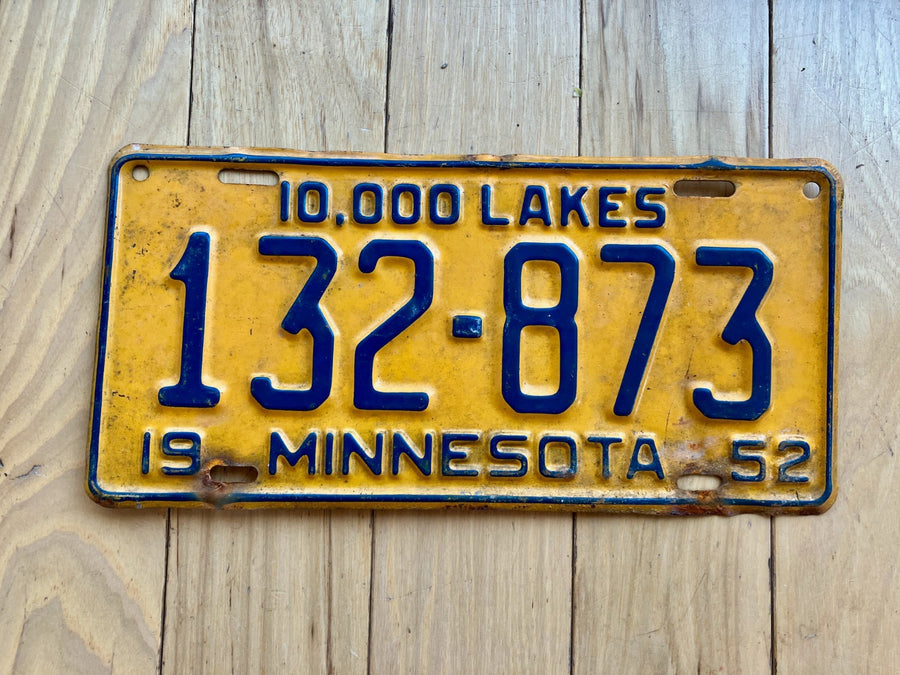 10,000 LAKES
132-873
19 MINNESOTA 52